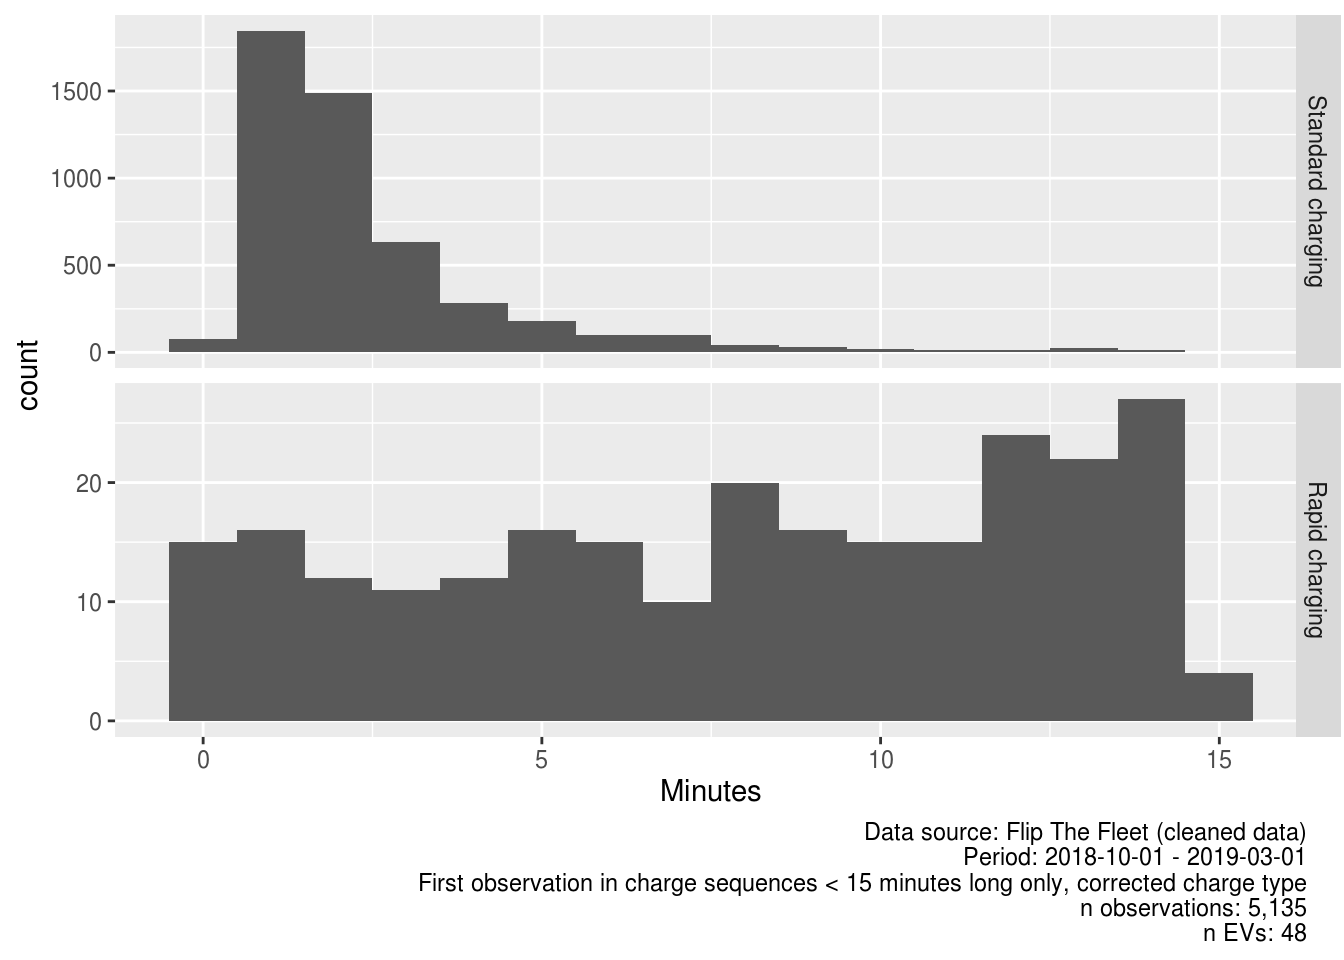 count
1500
1000
500
0
Standard charging
20
10
0
Rapid charging
0
5
10
15
Minutes
Data source: Flip The Fleet (cleaned data)
Period: 2018-10-01 - 2019-03-01
First observation in charge sequences < 15 minutes long only, corrected charge type
n observations: 5,135
n EVs: 48